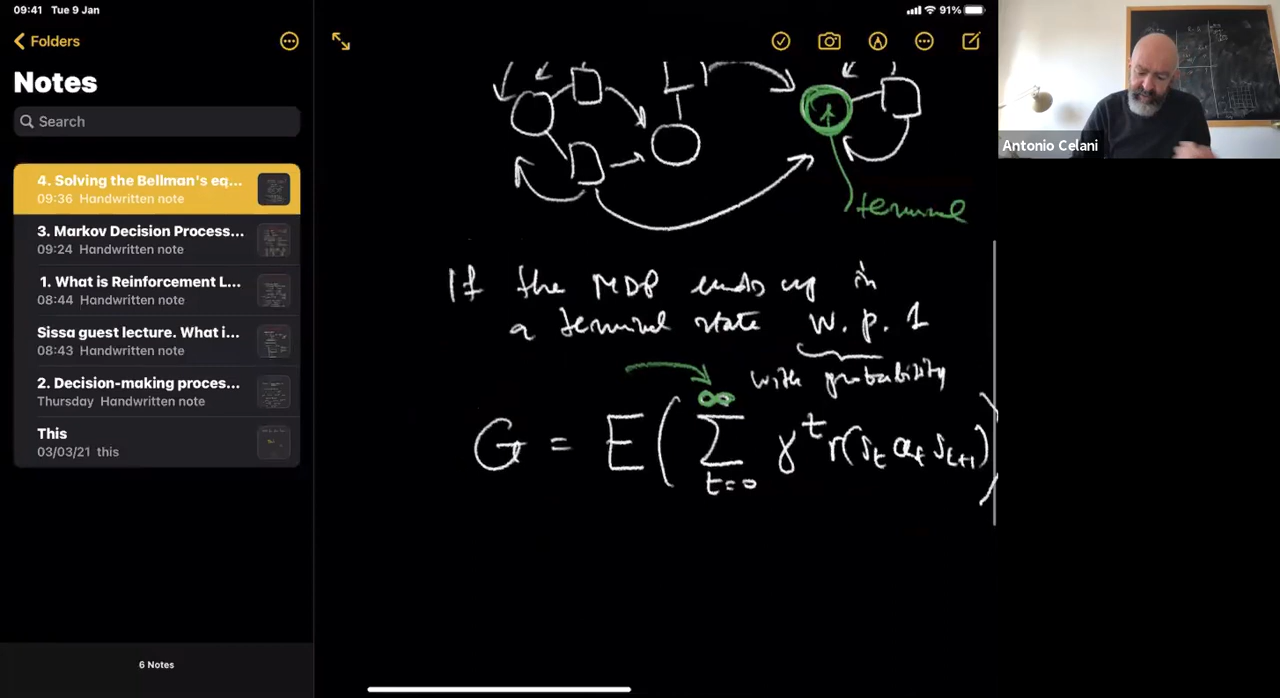 09:41 Tue 9 Jan
91%
Folders
Notes
Search
4. Solving the Bellman's eq...
09:36 Handwritten note
3. Markov Decision Process...
09:24 Handwritten note
1. What is Reinforcement L...
08:44 Handwritten note
Sissa guest lecture. What i...
08:43 Handwritten note
2. Decision-making proces...
Thursday Handwritten note
This
03/03/21 this
6 Notes
terminal
If the MDP ends up in
a terminal state w.p. 1
with probability
G = E( ∑_{t=0}^{∞} γ^t r(s_t a_t s_{t+1}) )
Antonio Celani